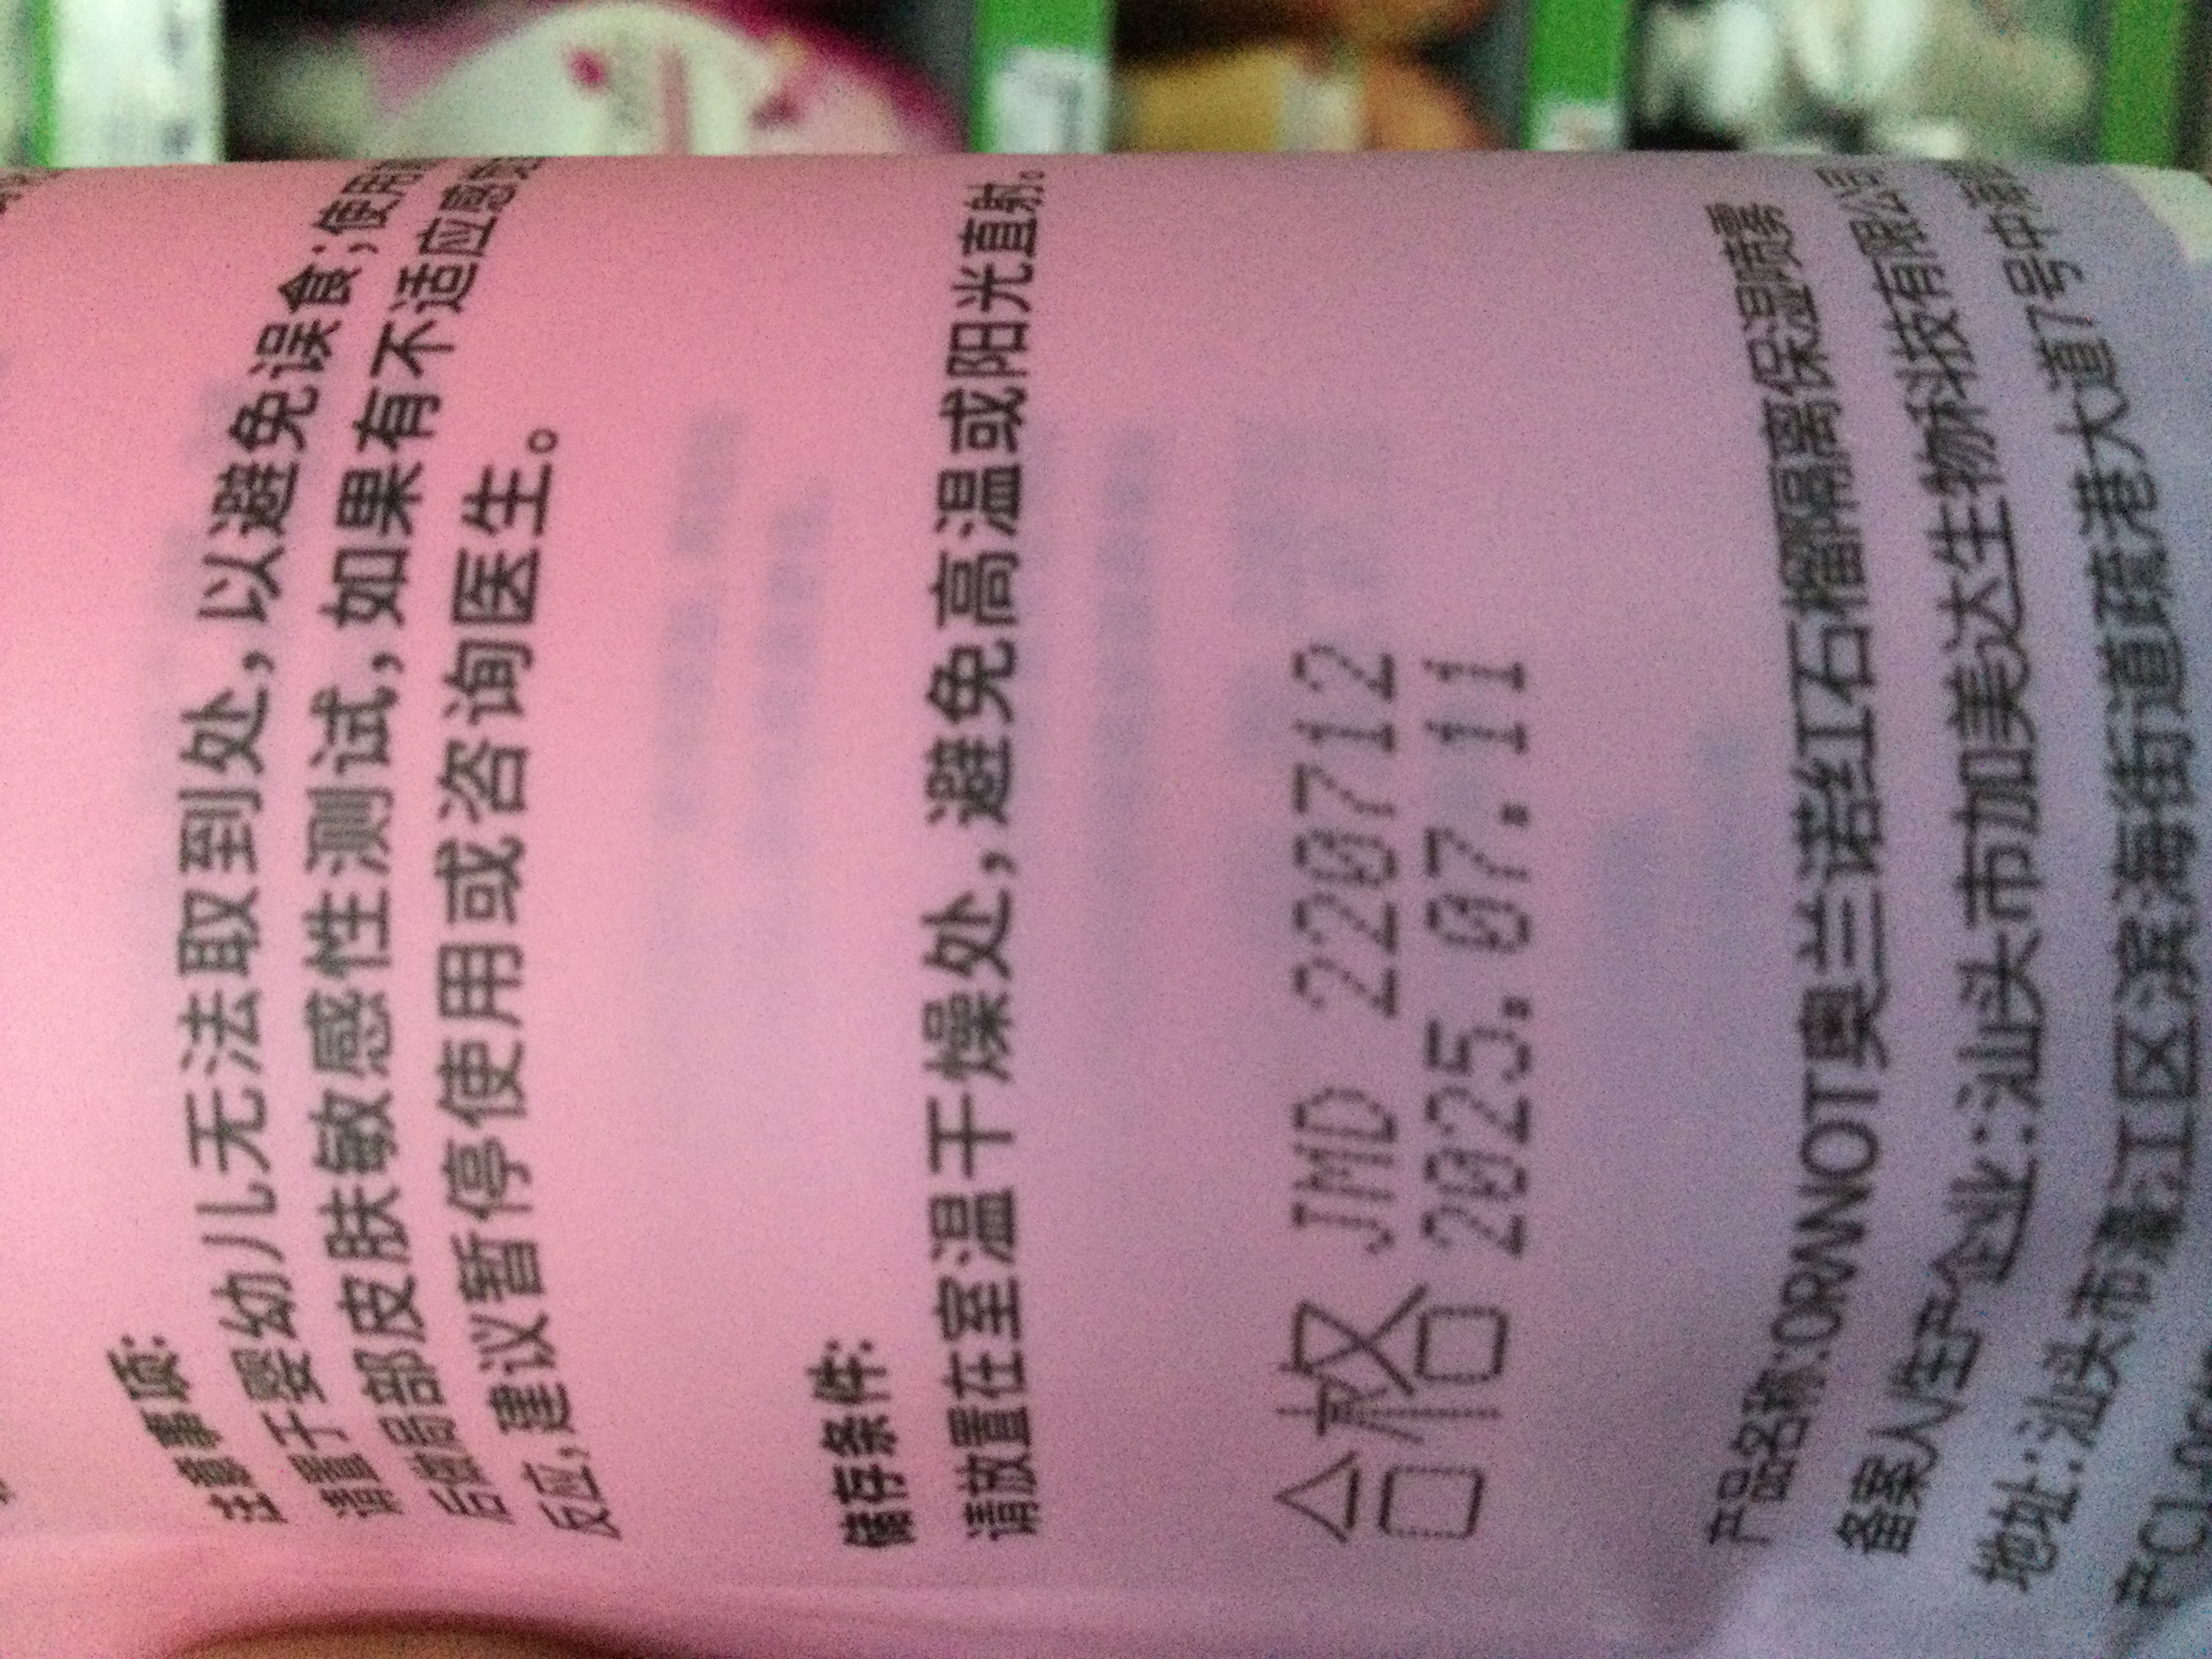 注意事项:
请置于婴幼儿无法取到处,以避免误食;使用
后做局部皮肤敏感性测试,如果有不适应感或
反应,建议暂停使用或咨询医生。
储存条件:
请放置在室温干燥处,避免高温或阳光直射。
合格 JMD 220712
2025.07.11
产品名称:ORWNOT奥兰诺红石榴隔离保湿喷雾
备案人/生产企业:汕头市加美达生物科技有限公司
地址:汕头市濠江区滨海街道疏港大道7号中海